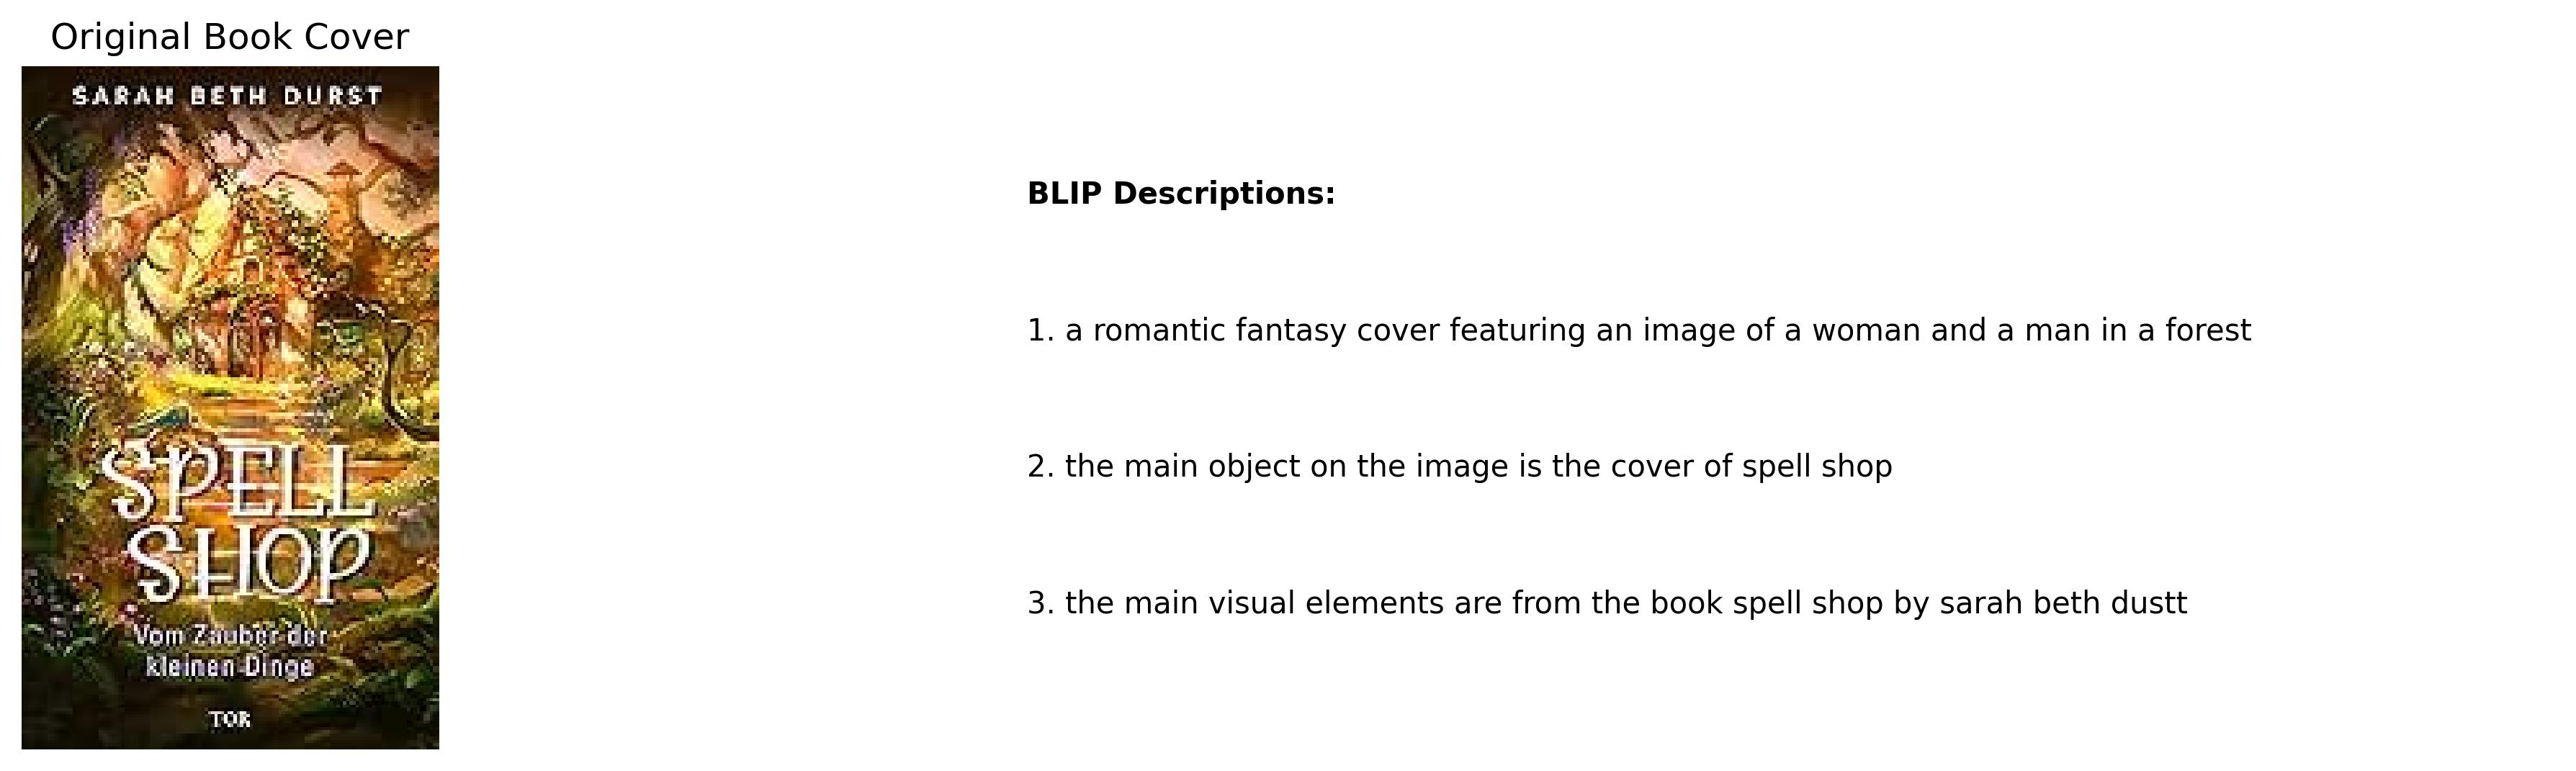 Original Book Cover
SARAH BETH DURST
SPELL
SHOP
Vom Zauber der
kleinen Dinge
TOR
BLIP Descriptions:
1. a romantic fantasy cover featuring an image of a woman and a man in a forest
2. the main object on the image is the cover of spell shop
3. the main visual elements are from the book spell shop by sarah beth dustt